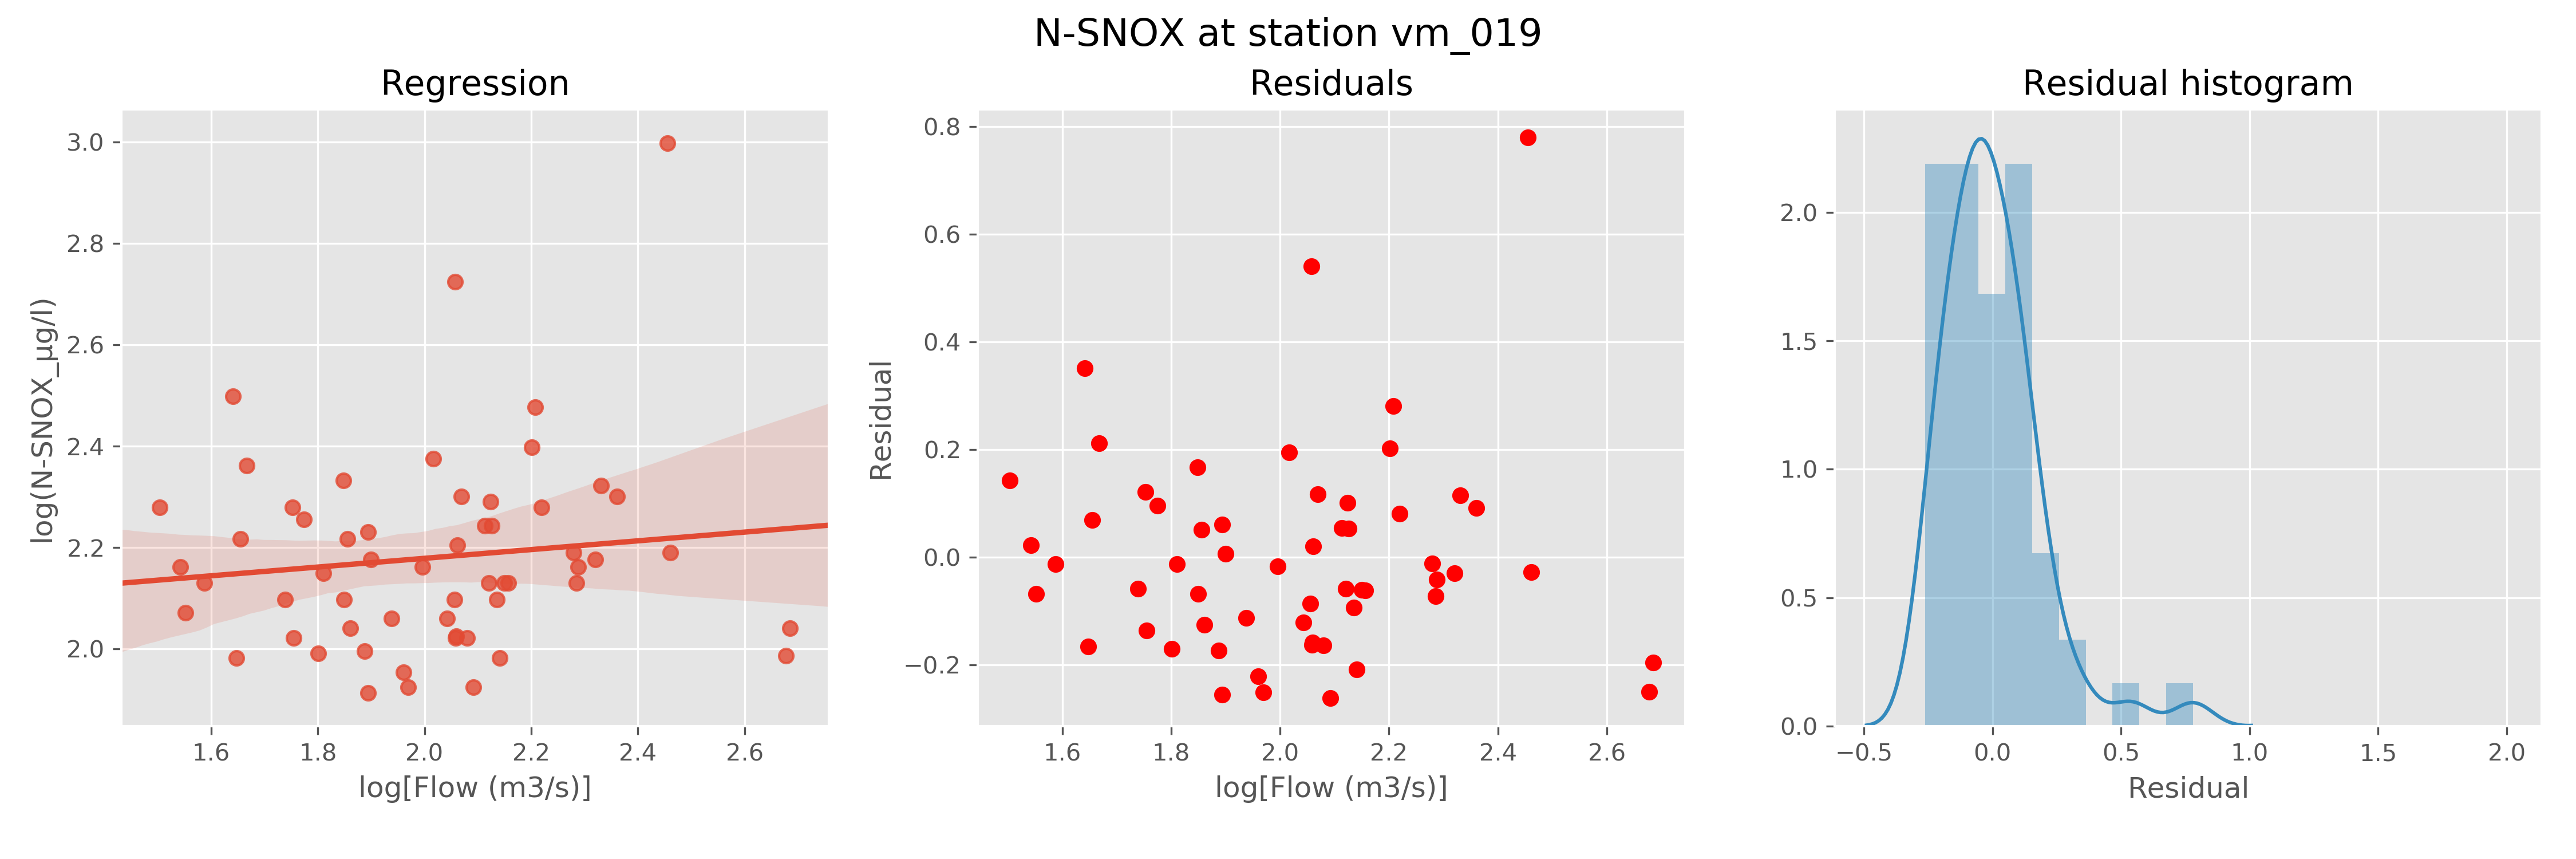 N-SNOX at station vm_019
Regression
3.0
2.8
2.6
2.4
2.2
2.0
log(N-SNOX_µg/l)
1.6 1.8 2.0 2.2 2.4 2.6
log[Flow (m3/s)]
Residuals
0.8
0.6
0.4
0.2
0.0
−0.2
Residual
1.6 1.8 2.0 2.2 2.4 2.6
log[Flow (m3/s)]
Residual histogram
2.0
1.5
1.0
0.5
0.0
−0.5 0.0 0.5 1.0 1.5 2.0
Residual